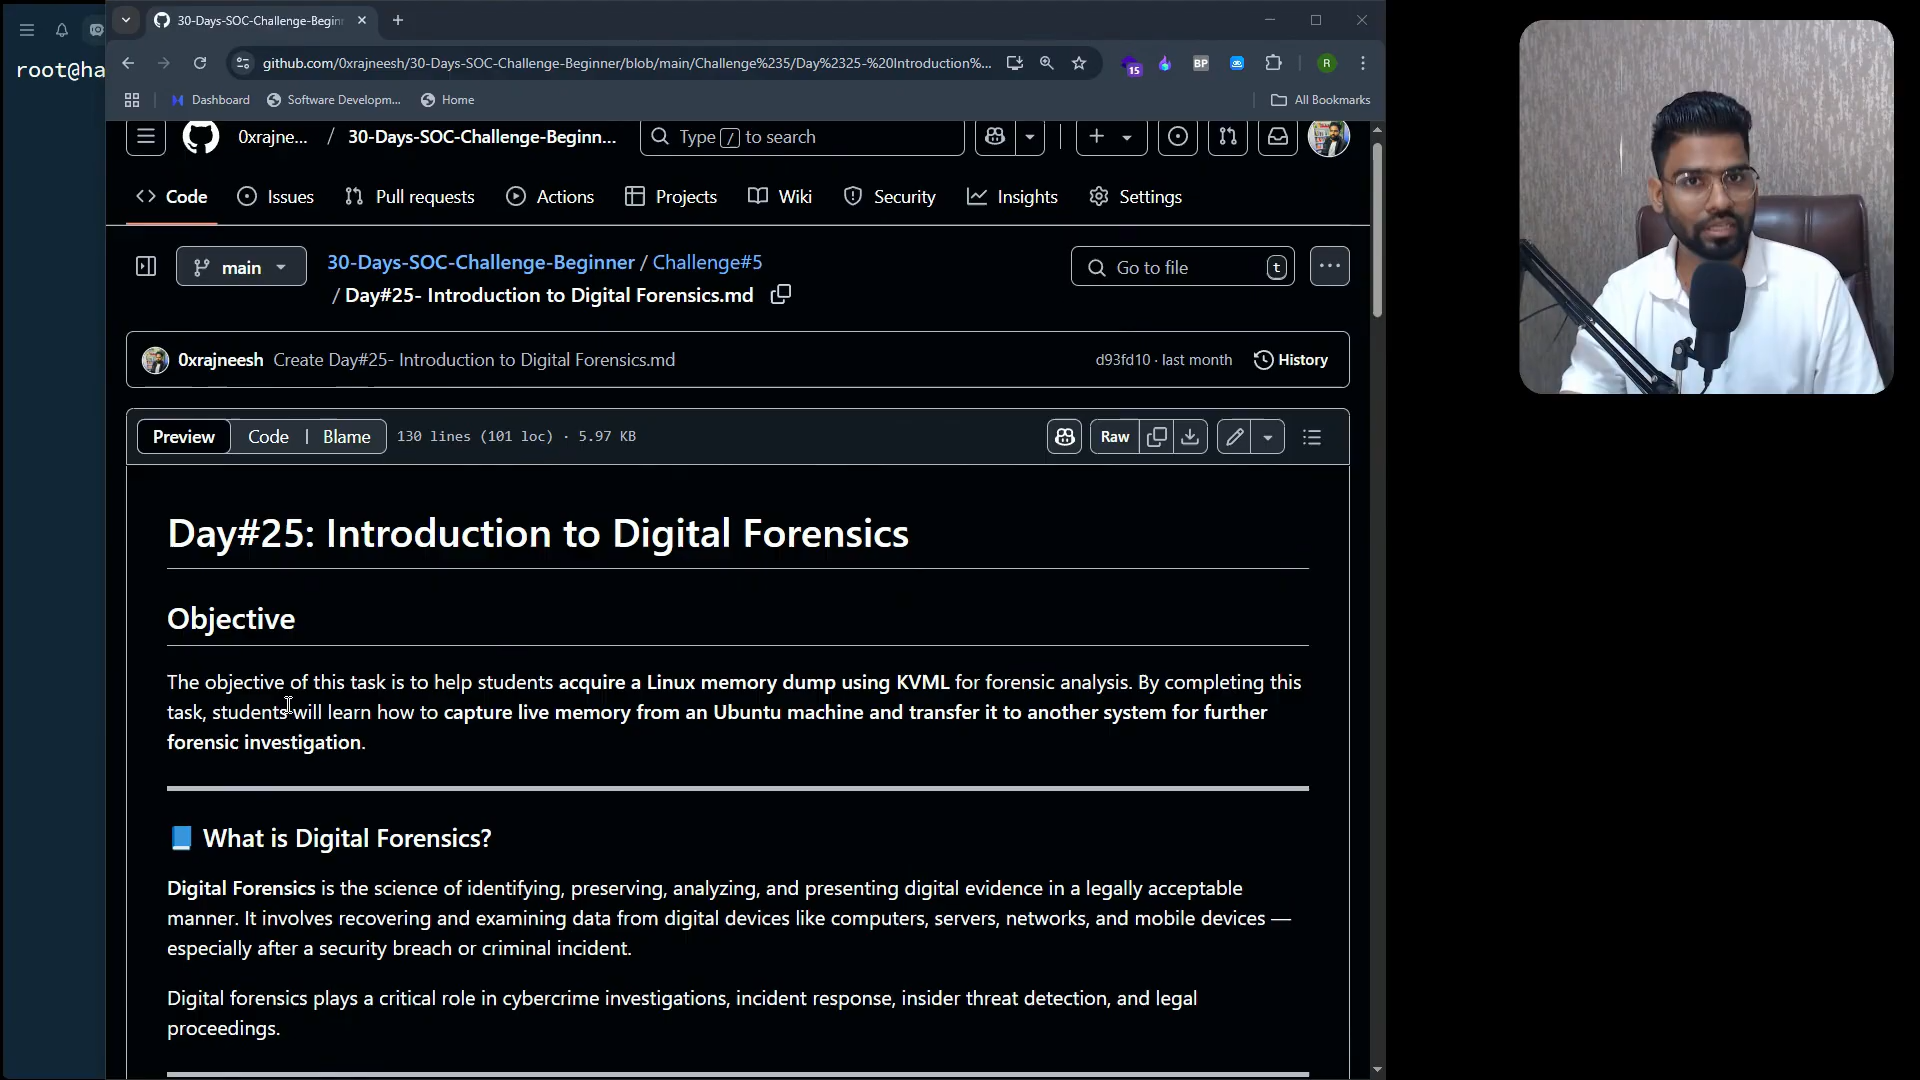 30-Days-SOC-Challenge-Begin
root@ha
github.com/0xrajneesh/30-Days-SOC-Challenge-Beginner/blob/main/Challenge%235/Day%2325-%20Introduction%...
15
BP
R
Dashboard
Software Developm...
Home
All Bookmarks
0xrajne... / 30-Days-SOC-Challenge-Beginn...
Type / to search
Code
Issues
Pull requests
Actions
Projects
Wiki
Security
Insights
Settings
main
30-Days-SOC-Challenge-Beginner / Challenge#5
/ Day#25- Introduction to Digital Forensics.md
Go to file
t
0xrajneesh Create Day#25- Introduction to Digital Forensics.md
d93fd10 · last month
History
Preview
Code
Blame
130 lines (101 loc) · 5.97 KB
Raw
Day#25: Introduction to Digital Forensics
Objective
The objective of this task is to help students acquire a Linux memory dump using KVML for forensic analysis. By completing this
task, students will learn how to capture live memory from an Ubuntu machine and transfer it to another system for further
forensic investigation.
📘 What is Digital Forensics?
Digital Forensics is the science of identifying, preserving, analyzing, and presenting digital evidence in a legally acceptable
manner. It involves recovering and examining data from digital devices like computers, servers, networks, and mobile devices —
especially after a security breach or criminal incident.
Digital forensics plays a critical role in cybercrime investigations, incident response, insider threat detection, and legal
proceedings.